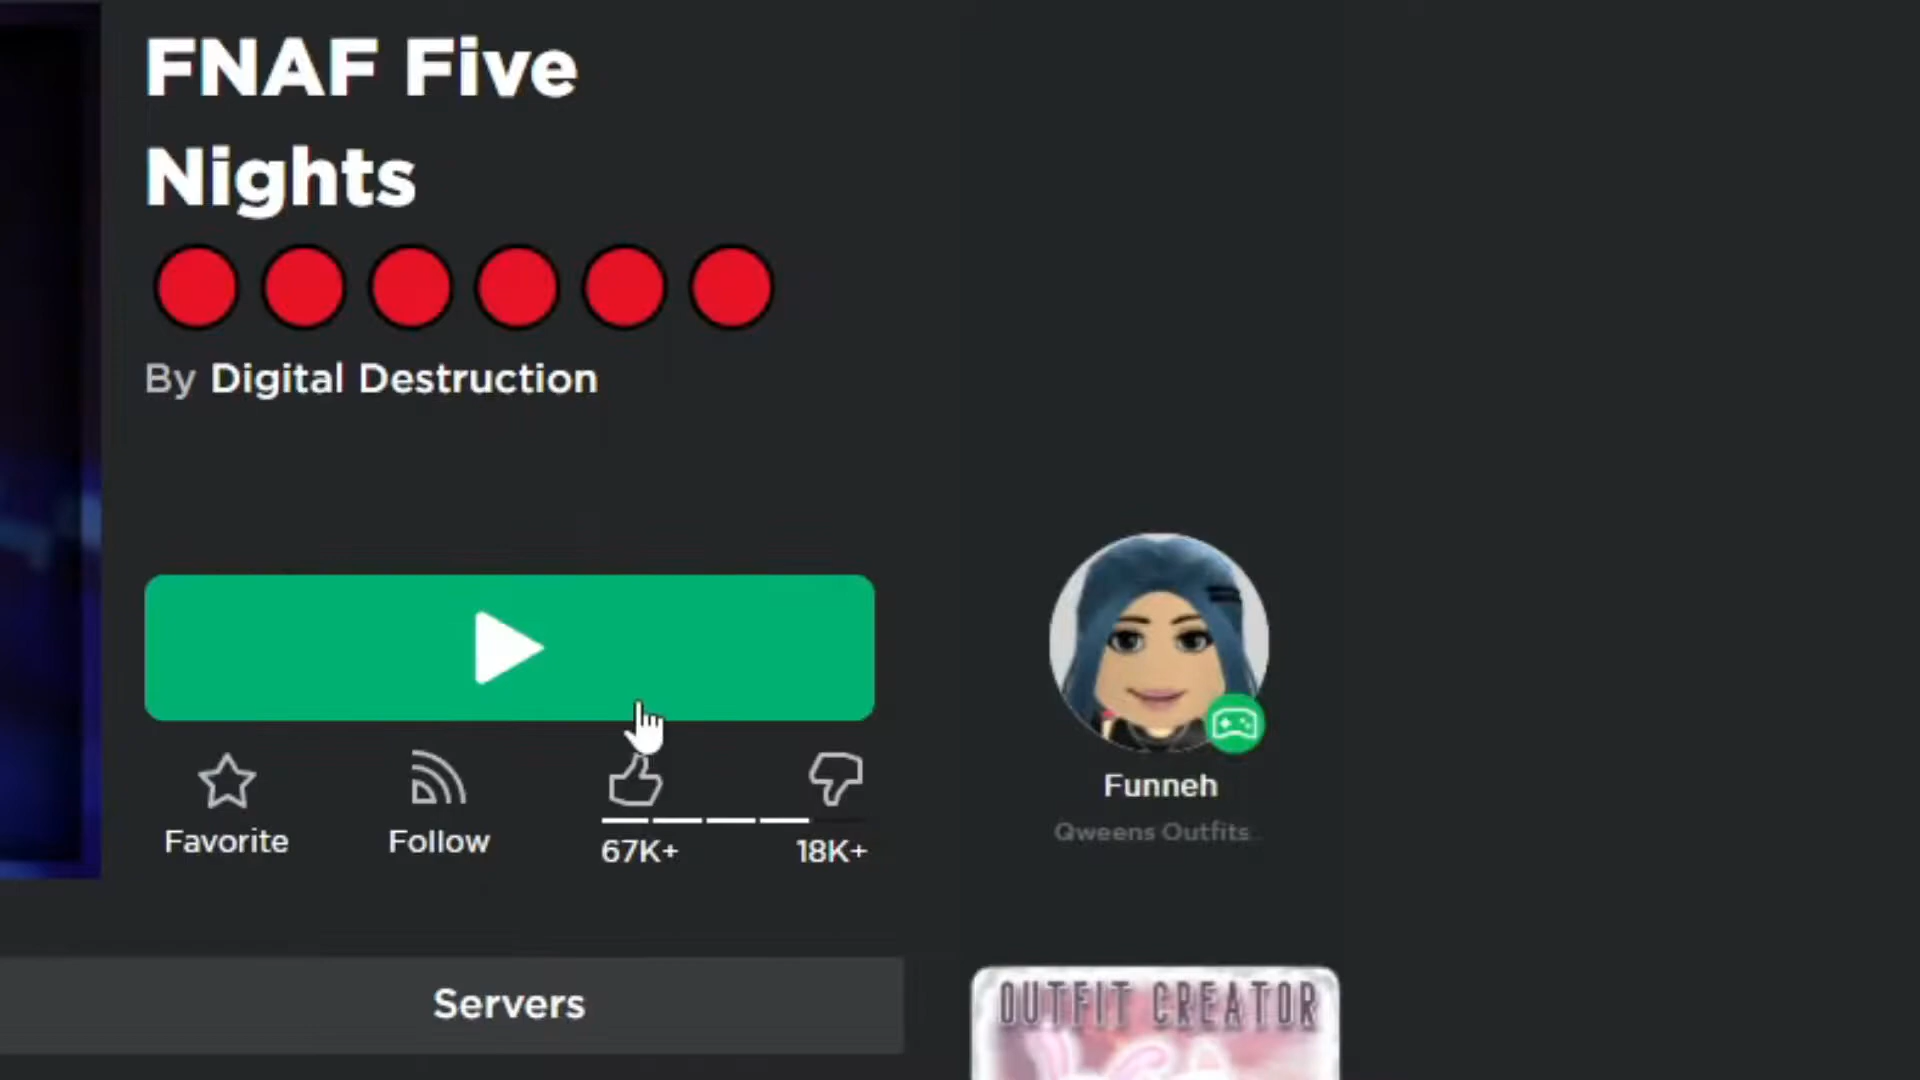 FNAF Five
Nights
By Digital Destruction
Favorite
Follow
67K+
18K+
Funneh
Qweens Outfits..
Servers
OUTFIT CREATOR